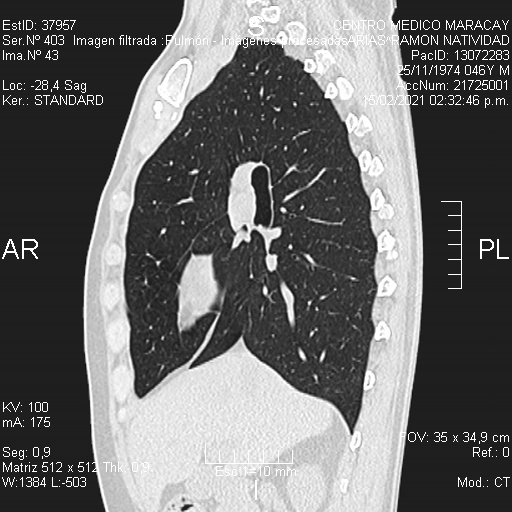 EstID: 37957
CENTRO MEDICO MARACAY
Ser.Nº 403 Imagen filtrada :Pulmón - Imágenes procesadas
ARIAS^RAMON NATIVIDAD
Ima.Nº 43
PacID: 13072283
25/11/1974 046Y M
Loc: -28,4 Sag
AccNum: 21725001
Ker.: STANDARD
15/02/2021 02:32:46 p.m.
AR
PL
KV: 100
mA: 175
FOV: 35 x 34,9 cm
Seg: 0,9
Ref.: 0
Matriz 512 x 512 Thk: 0,9
Esc: 1=10 mm
W:1384 L:-503
Mod.: CT